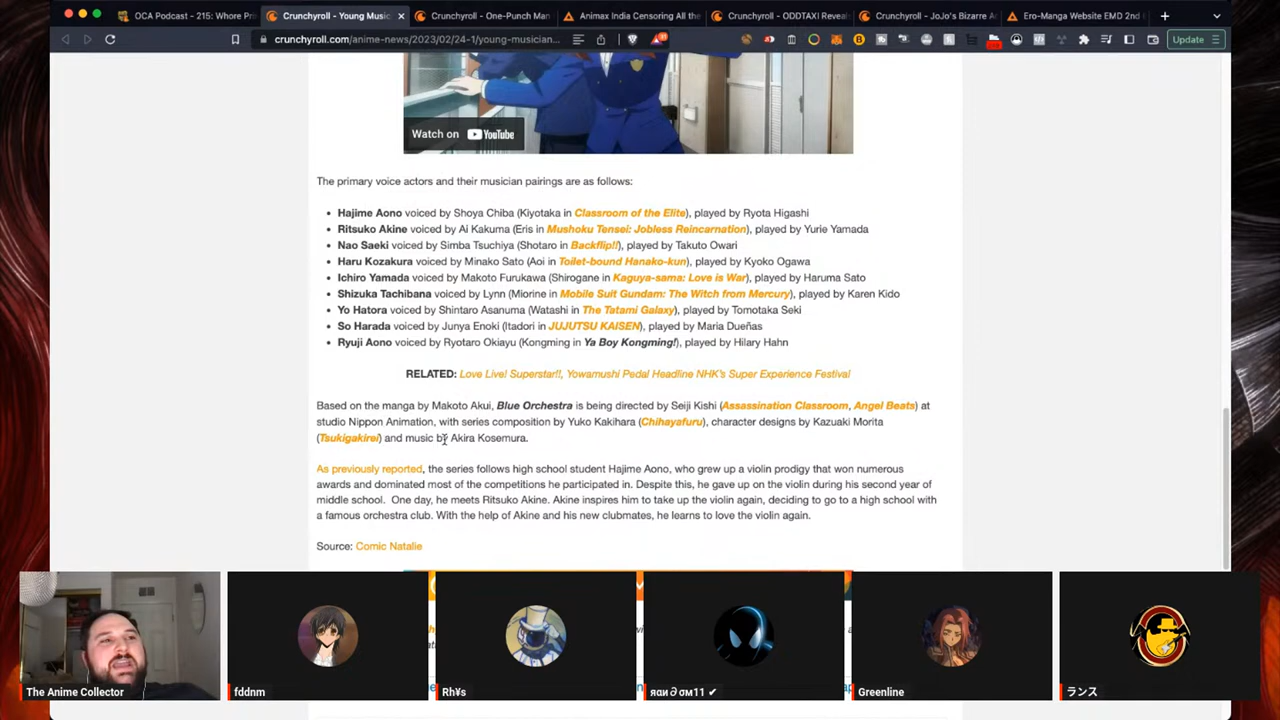 OCA Podcast - 215: Whore Pri
Crunchyroll - Young Music
Crunchyroll - One-Punch Man
Animax India Censoring All the
Crunchyroll - ODDTAXI Reveals
Crunchyroll - JoJo's Bizarre A
Ero-Manga Website EMD 2nd
crunchyroll.com/anime-news/2023/02/24-1/young-musician...
Update
Watch on YouTube
The primary voice actors and their musician pairings are as follows:
• Hajime Aono voiced by Shoya Chiba (Kiyotaka in Classroom of the Elite), played by Ryota Higashi
• Ritsuko Akine voiced by Ai Kakuma (Eris in Mushoku Tensei: Jobless Reincarnation), played by Yurie Yamada
• Nao Saeki voiced by Simba Tsuchiya (Shotaro in Backflip!!), played by Takuto Owari
• Haru Kozakura voiced by Minako Sato (Aoi in Toilet-bound Hanako-kun), played by Kyoko Ogawa
• Ichiro Yamada voiced by Makoto Furukawa (Shirogane in Kaguya-sama: Love is War), played by Haruma Sato
• Shizuka Tachibana voiced by Lynn (Miorine in Mobile Suit Gundam: The Witch from Mercury), played by Karen Kido
• Yo Hatora voiced by Shintaro Asanuma (Watashi in The Tatami Galaxy), played by Tomotaka Seki
• So Harada voiced by Junya Enoki (Itadori in JUJUTSU KAISEN), played by Maria Dueñas
• Ryuji Aono voiced by Ryotaro Okiayu (Kongming in Ya Boy Kongming!), played by Hilary Hahn
RELATED: Love Live! Superstar!!, Yowamushi Pedal Headline NHK's Super Experience Festival
Based on the manga by Makoto Akui, Blue Orchestra is being directed by Seiji Kishi (Assassination Classroom, Angel Beats) at
studio Nippon Animation, with series composition by Yuko Kakihara (Chihayafuru), character designs by Kazuaki Morita
(Tsukigakirei) and music by Akira Kosemura.
As previously reported, the series follows high school student Hajime Aono, who grew up a violin prodigy that won numerous
awards and dominated most of the competitions he participated in. Despite this, he gave up on the violin during his second year of
middle school. One day, he meets Ritsuko Akine. Akine inspires him to take up the violin again, deciding to go to a high school with
a famous orchestra club. With the help of Akine and his new clubmates, he learns to love the violin again.
Source: Comic Natalie
The Anime Collector
fddnm
Rh¥s
яαи∂σм11 ✔
Greenline
ランス